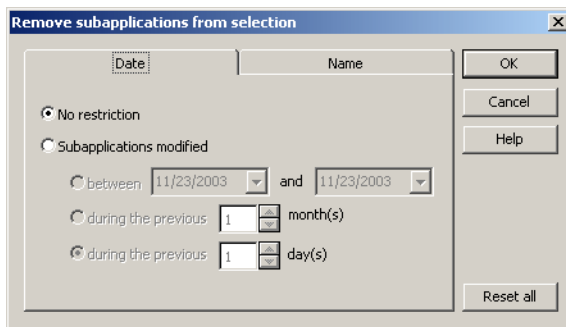 Remove subapplications from selection
Date Name
No restriction
Subapplications modified
between 11/23/2003 and 11/23/2003
during the previous 1 month(s)
during the previous 1 day(s)
OK
Cancel
Help
Reset all